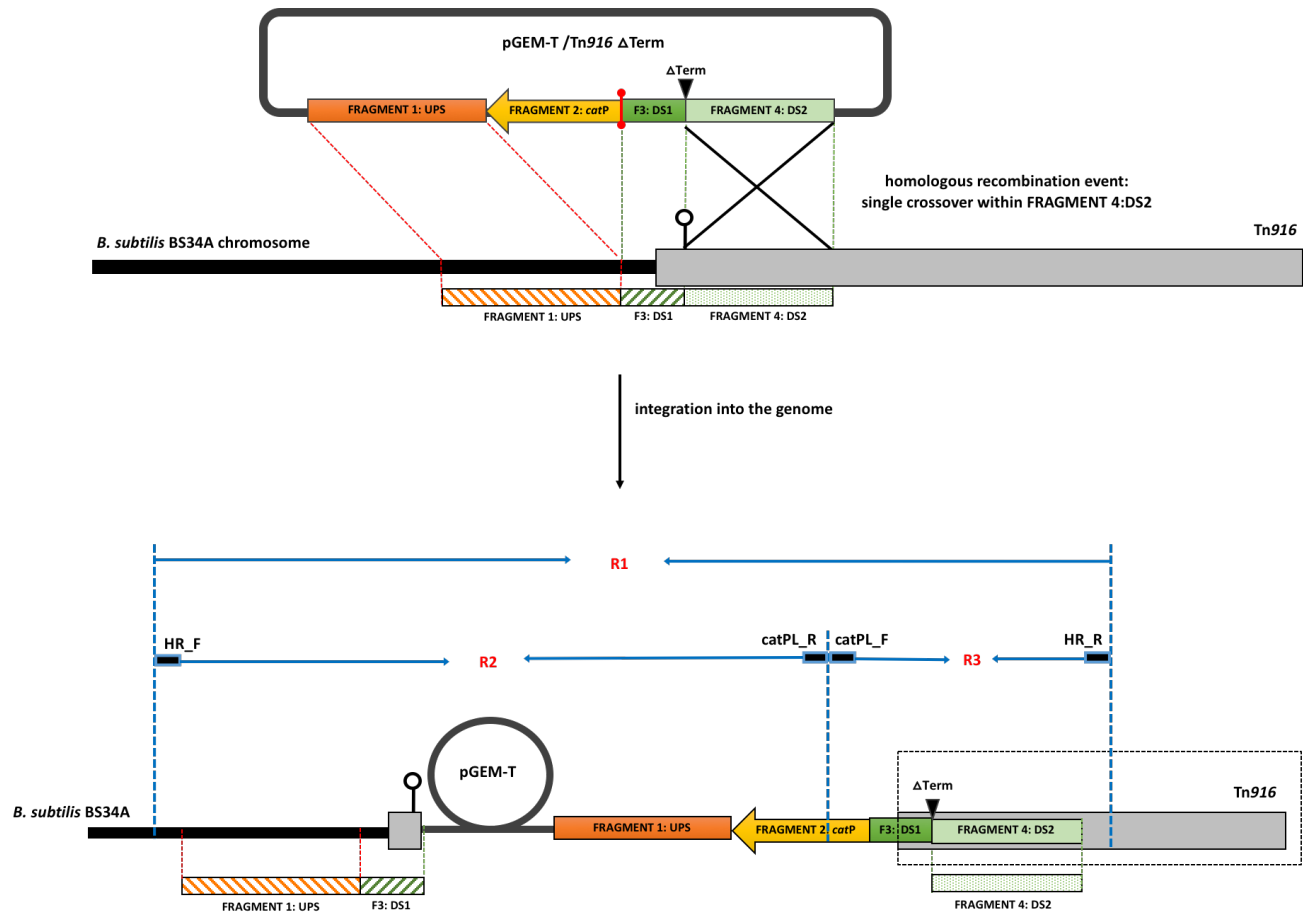 pGEM-T /Tn916 △Term
△Term
FRAGMENT 1: UPS
FRAGMENT 2: catP
F3: DS1
FRAGMENT 4: DS2
homologous recombination event:
single crossover within FRAGMENT 4:DS2
B. subtilis BS34A chromosome
Tn916
FRAGMENT 1: UPS
F3: DS1
FRAGMENT 4: DS2
integration into the genome
R1
HR_F
catPL_R
catPL_F
HR_R
R2
R3
pGEM-T
△Term
Tn916
B. subtilis BS34A
FRAGMENT 1: UPS
FRAGMENT 2: catP
F3: DS1
FRAGMENT 4: DS2
FRAGMENT 1: UPS
F3: DS1
FRAGMENT 4: DS2